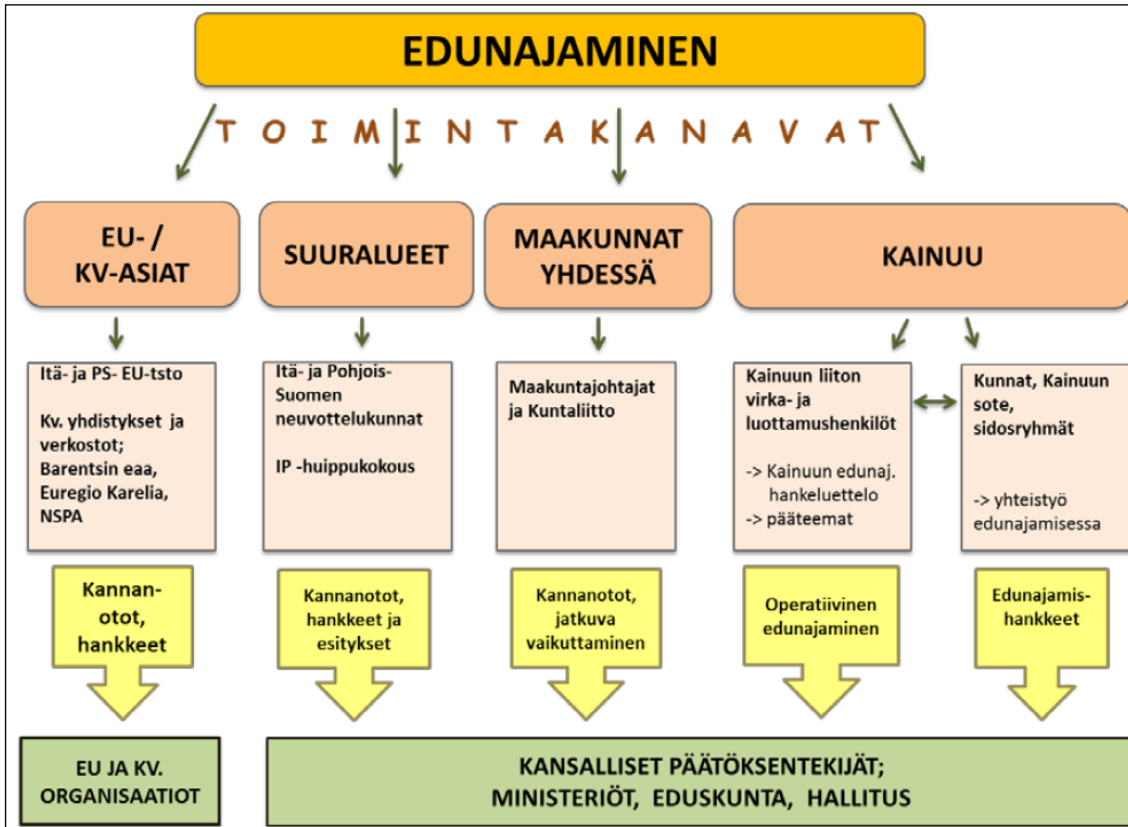 EDUNAJAMINEN
TOIMINTAKANAVAT
EU- /
KV-ASIAT
SUURALUEET
MAAKUNNAT
YHDESSÄ
KAINUU
Itä- ja PS- EU-tsto
Kv. yhdistykset ja
verkostot;
Barentsin eaa,
Euregio Karelia,
NSPA
Itä- ja Pohjois-
Suomen
neuvottelukunnat
IP -huippukokous
Maakuntajohtajat
ja Kuntaliitto
Kainuun liiton
virka- ja
luottamushenkilöt
-> Kainuun edunaj.
hankeluettelo
-> pääteemat
Kunnat, Kainuun
sote,
sidosryhmät
-> yhteistyö
edunajamisessa
Kannan-
otot,
hankkeet
Kannanotot,
hankkeet ja
esitykset
Kannanotot,
jatkuva
vaikuttaminen
Operatiivinen
edunajaminen
Edunajamis-
hankkeet
EU JA KV.
ORGANISAATIOT
KANSALLISET PÄÄTÖKSENTEKIJÄT;
MINISTERIÖT, EDUSKUNTA, HALLITUS